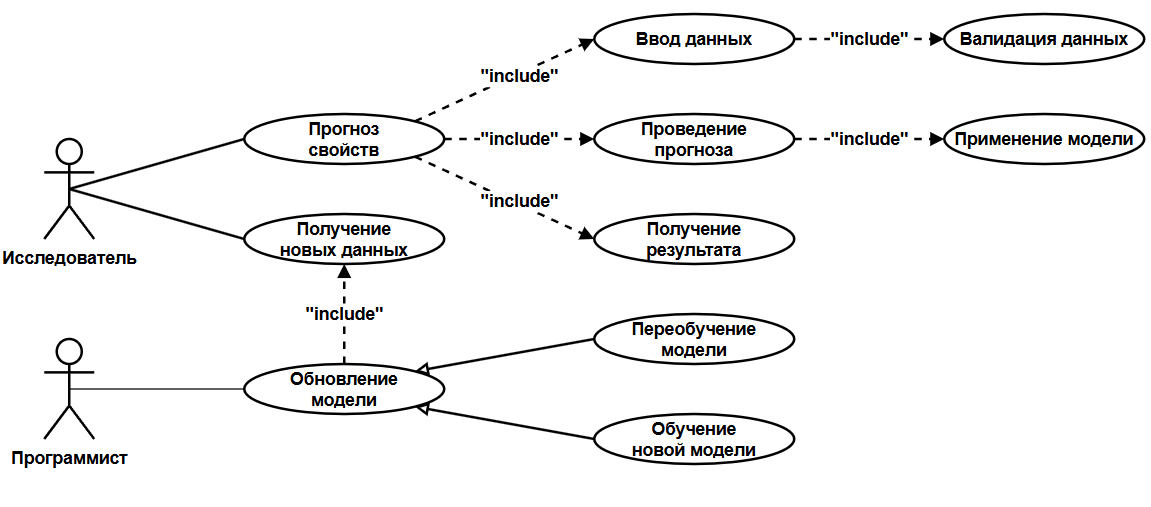 Ввод данных
"include"
Валидация данных
"include"
Прогноз
свойств
"include"
Проведение
прогноза
"include"
Применение модели
"include"
Исследователь
Получение
новых данных
Получение
результата
"include"
Переобучение
модели
Обновление
модели
Программист
Обучение
новой модели